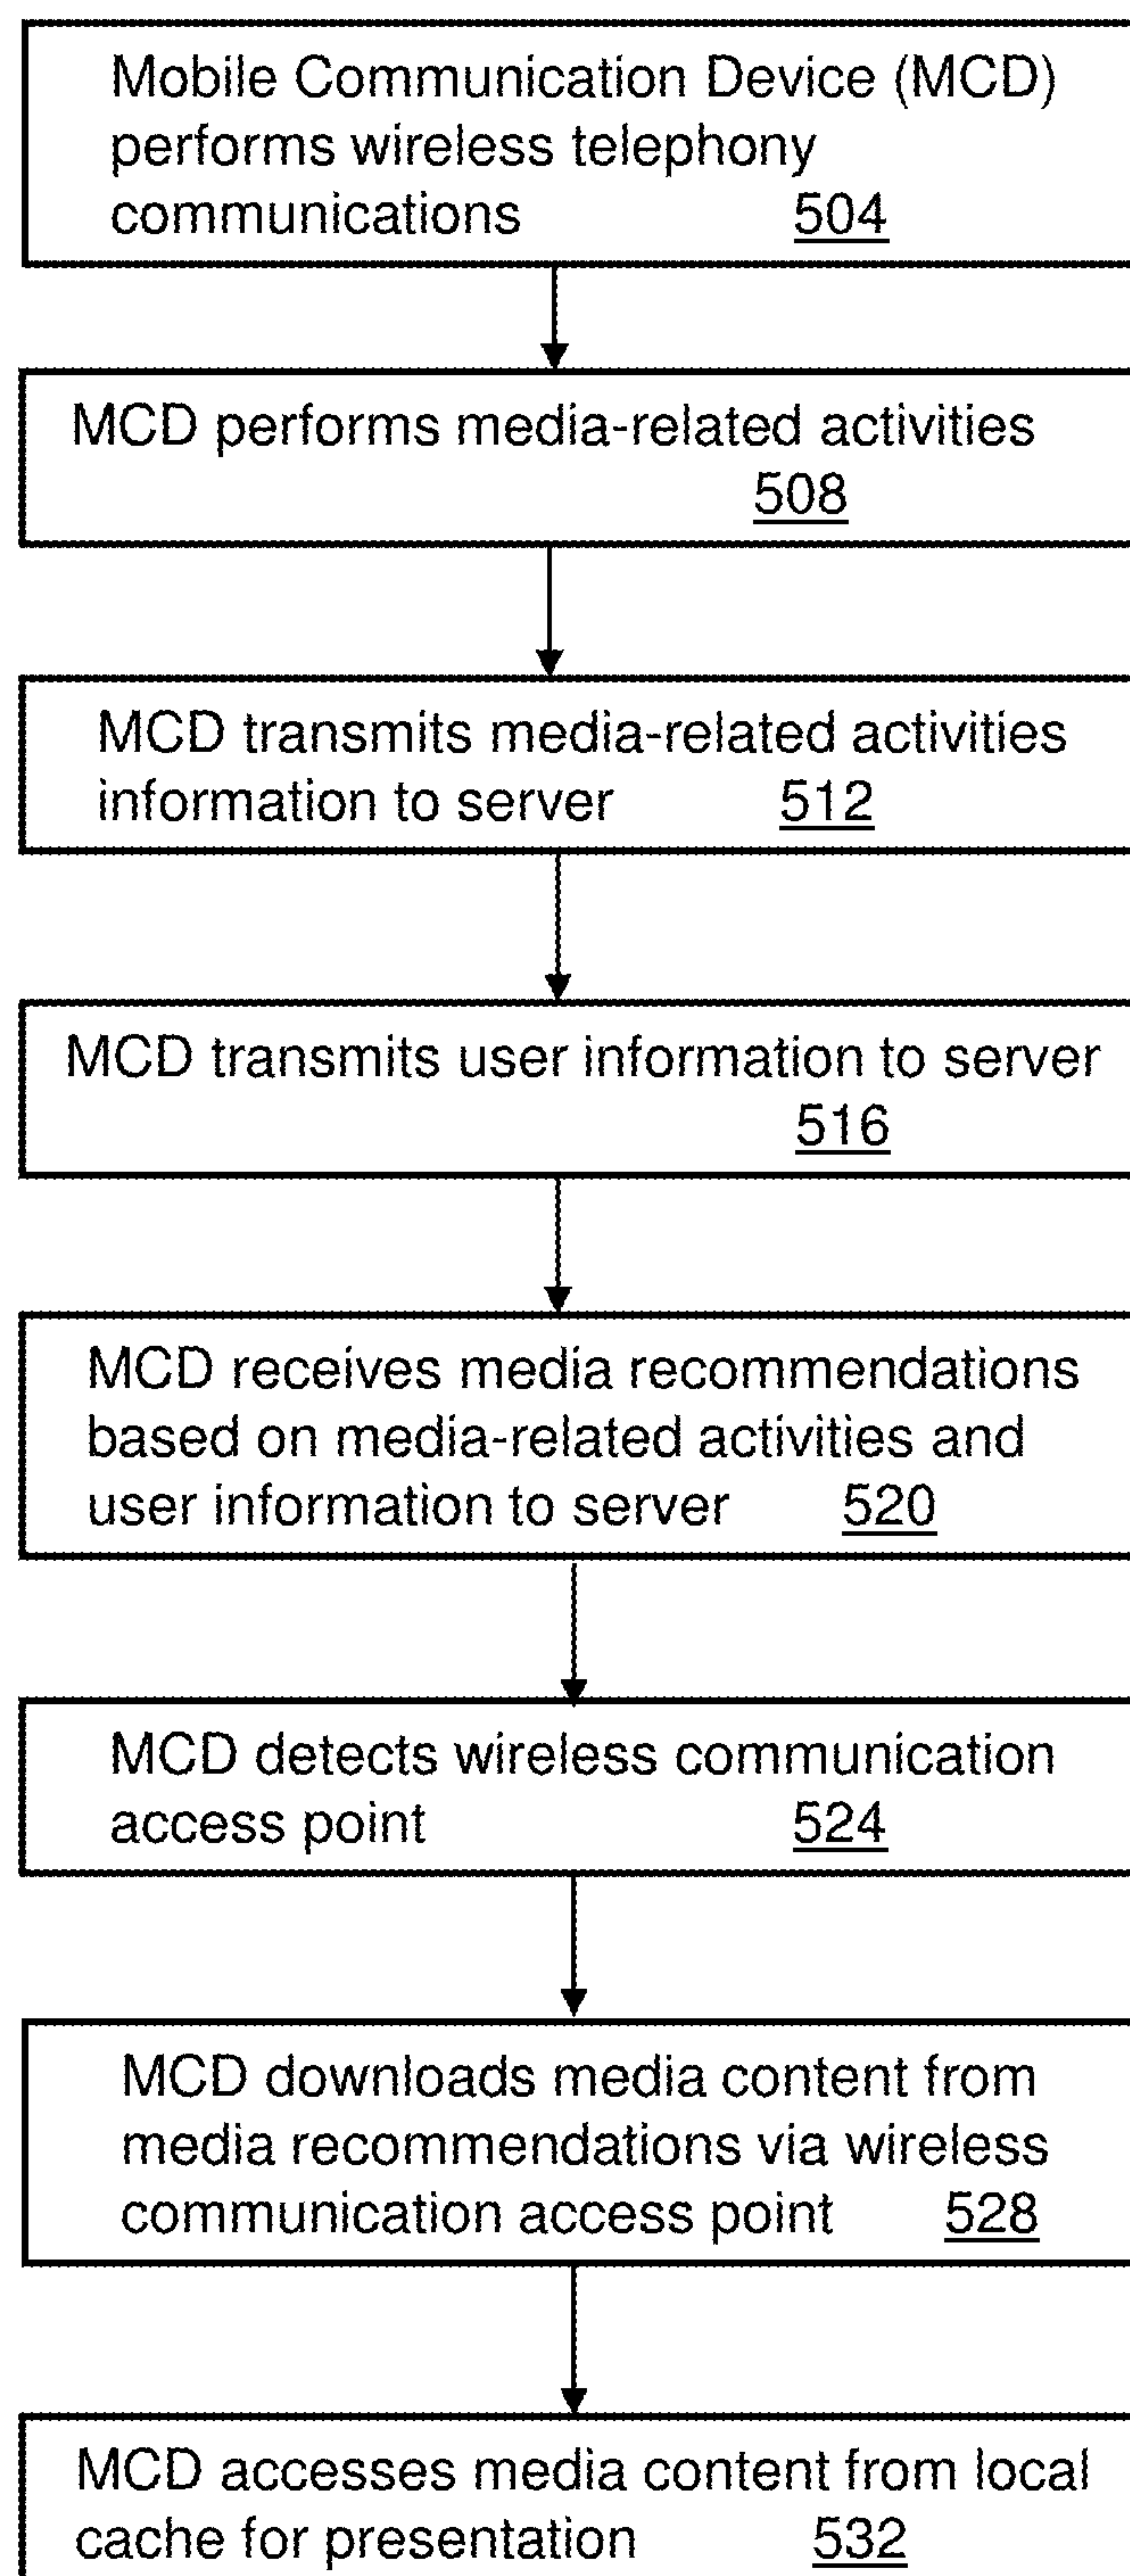 Mobile Communication Device (MCD)
performs wireless telephony
communications 504
MCD performs media-related activities
508
MCD transmits media-related activities
information to server 512
MCD transmits user information to server
516
MCD receives media recommendations
based on media-related activities and
user information to server 520
MCD detects wireless communication
access point 524
MCD downloads media content from
media recommendations via wireless
communication access point 528
MCD accesses media content from local
cache for presentation 532